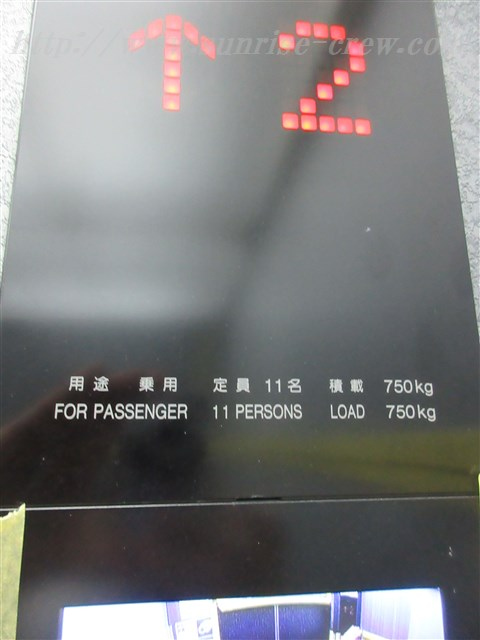 http://www.sunrise-crew.co
↑ 2
用途 乗用 定員 11名 積載 750kg
FOR PASSENGER 11 PERSONS LOAD 750kg